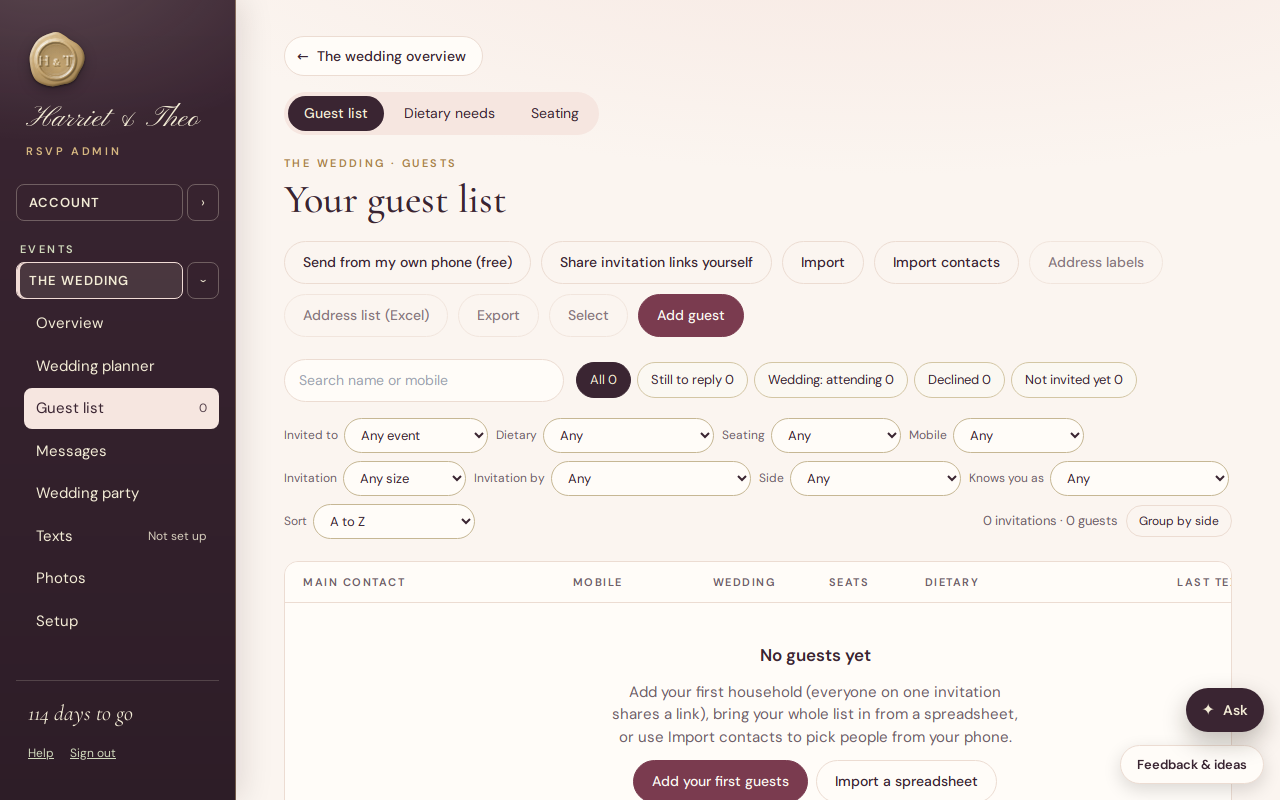 H & T
Harriet & Theo
RSVP ADMIN
ACCOUNT
EVENTS
THE WEDDING
Overview
Wedding planner
Guest list 0
Messages
Wedding party
Texts Not set up
Photos
Setup
114 days to go
Help Sign out
← The wedding overview
Guest list Dietary needs Seating
THE WEDDING · GUESTS
Your guest list
Send from my own phone (free) Share invitation links yourself Import Import contacts Address labels
Address list (Excel) Export Select Add guest
Search name or mobile All 0 Still to reply 0 Wedding: attending 0 Declined 0 Not invited yet 0
Invited to Any event Dietary Any Seating Any Mobile Any
Invitation Any size Invitation by Any Side Any Knows you as Any
Sort A to Z 0 invitations · 0 guests Group by side
MAIN CONTACT MOBILE WEDDING SEATS DIETARY LAST TE
No guests yet
Add your first household (everyone on one invitation
shares a link), bring your whole list in from a spreadsheet,
or use Import contacts to pick people from your phone.
Add your first guests Import a spreadsheet
✦ Ask
Feedback & ideas